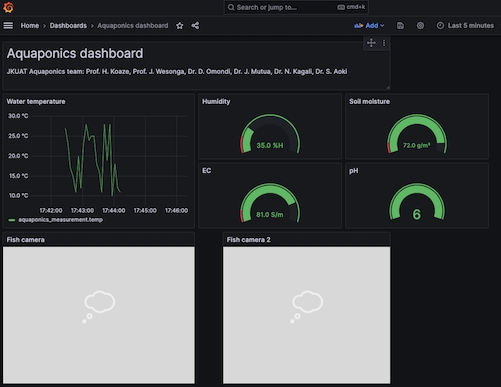 Search or jump to...
cmd+k
Home > Dashboards > Aquaponics dashboard
Add
Last 5 minutes
Aquaponics dashboard
JKUAT Aquaponics team: Prof. H. Koaze, Prof. J. Wesonga, Dr. D. Omondi, Dr. J. Mutua, Dr. N. Kagali, Dr. S. Aoki
Water temperature
30.0 °C
25.0 °C
20.0 °C
15.0 °C
10.0 °C
17:42:00 17:43:00 17:44:00 17:45:00 17:46:00
aquaponics_measurement.temp
Humidity
35.0 %H
Soil moisture
72.0 g/m³
EC
81.0 S/m
pH
6
Fish camera
Fish camera 2